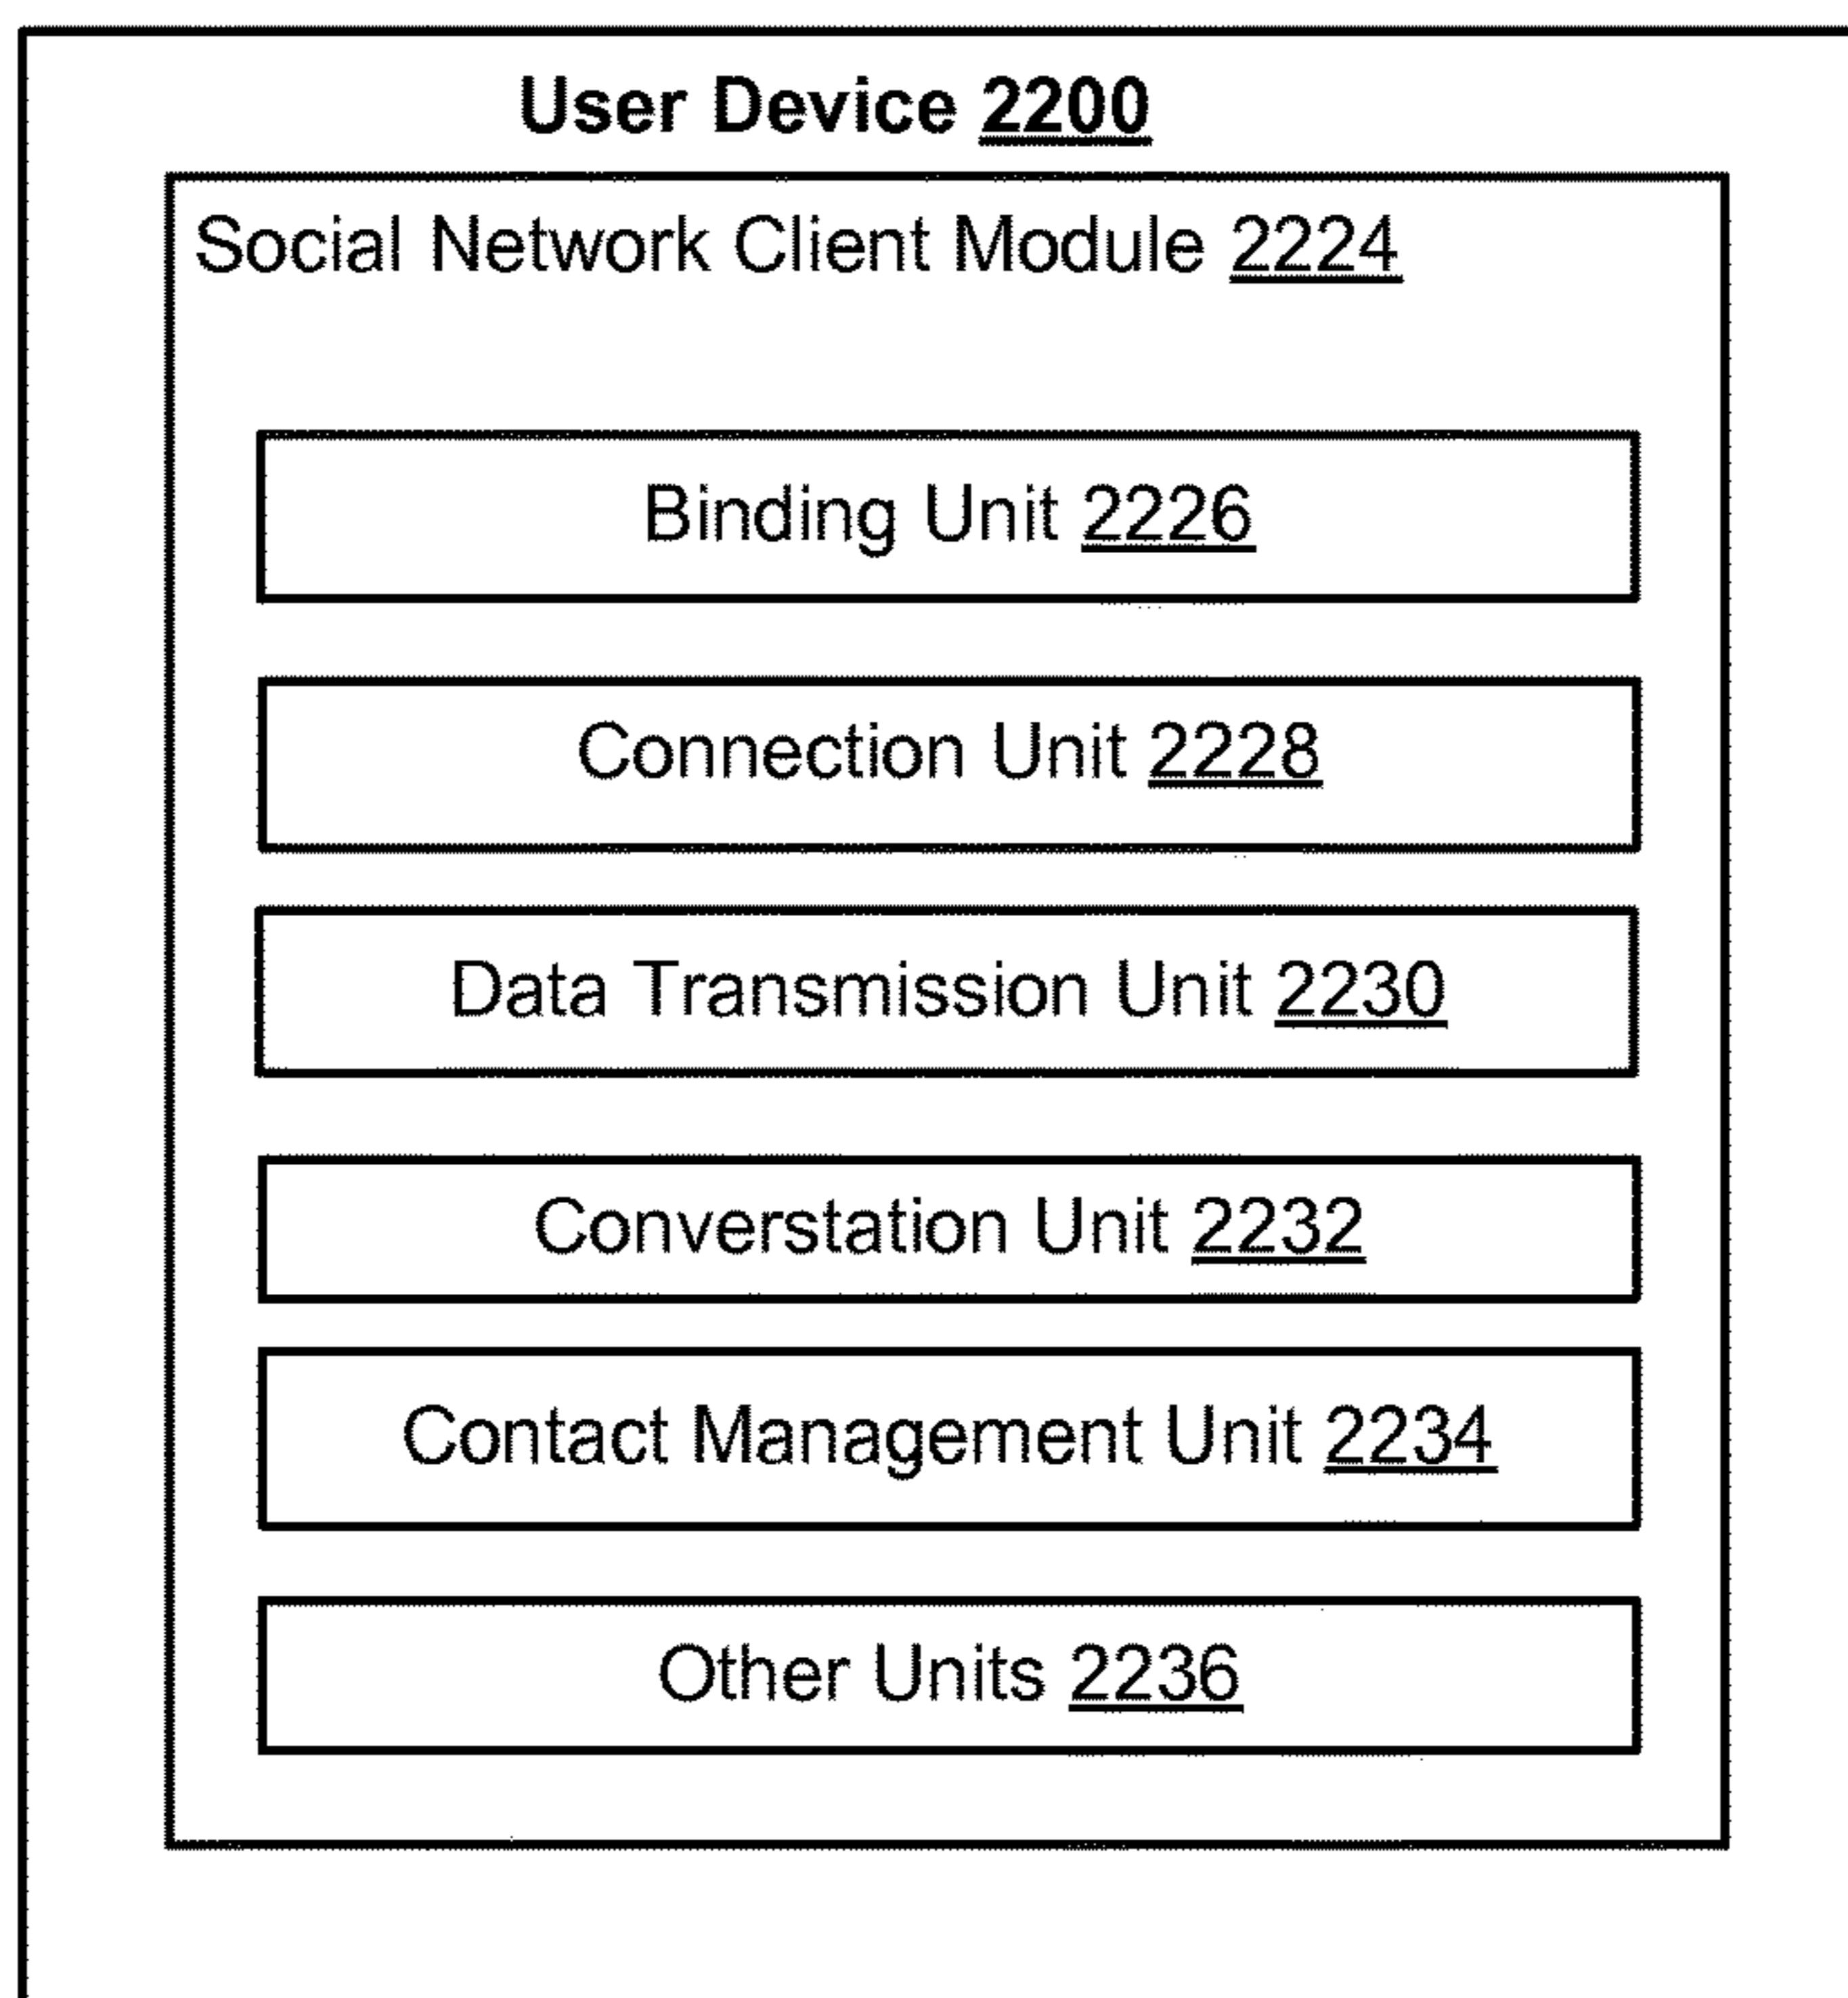 User Device 2200
Social Network Client Module 2224
Binding Unit 2226
Connection Unit 2228
Data Transmission Unit 2230
Converstation Unit 2232
Contact Management Unit 2234
Other Units 2236